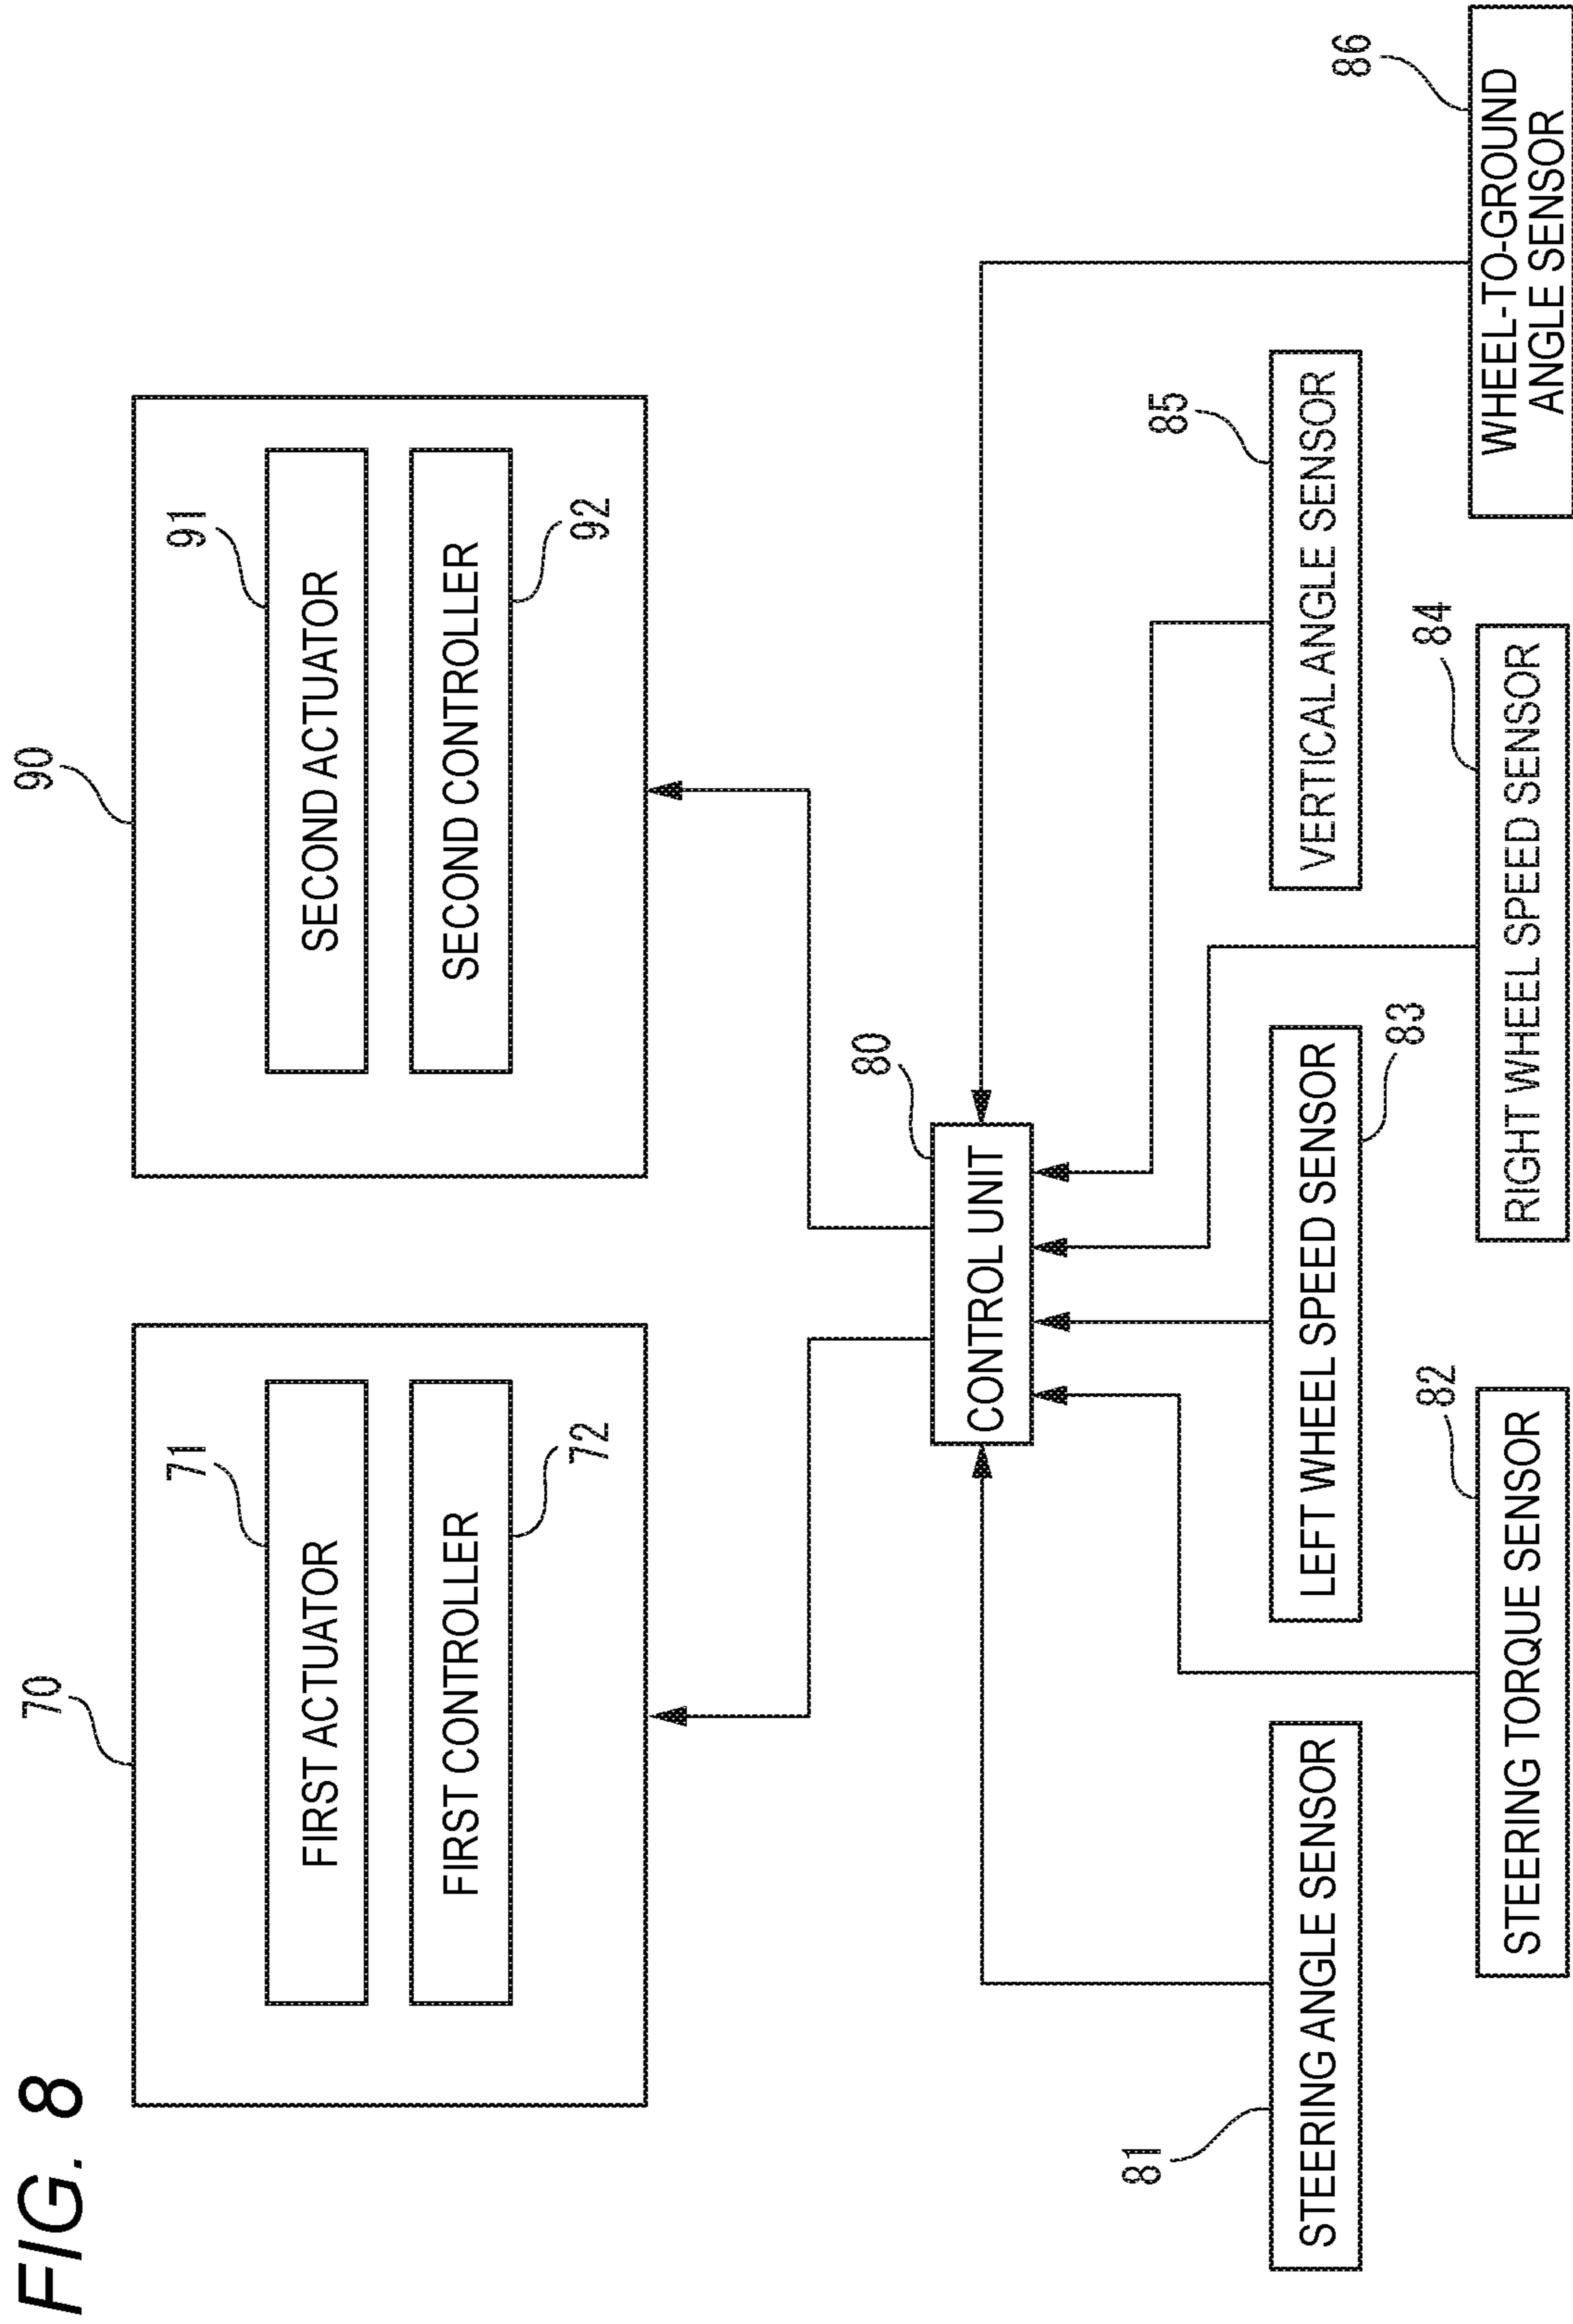 FIG. 8
70
71
FIRST ACTUATOR
FIRST CONTROLLER
72
90
91
SECOND ACTUATOR
SECOND CONTROLLER
92
80
CONTROL UNIT
81
STEERING ANGLE SENSOR
82
STEERING TORQUE SENSOR
LEFT WHEEL SPEED SENSOR
83
84
RIGHT WHEEL SPEED SENSOR
85
VERTICAL ANGLE SENSOR
86
WHEEL-TO-GROUND
ANGLE SENSOR